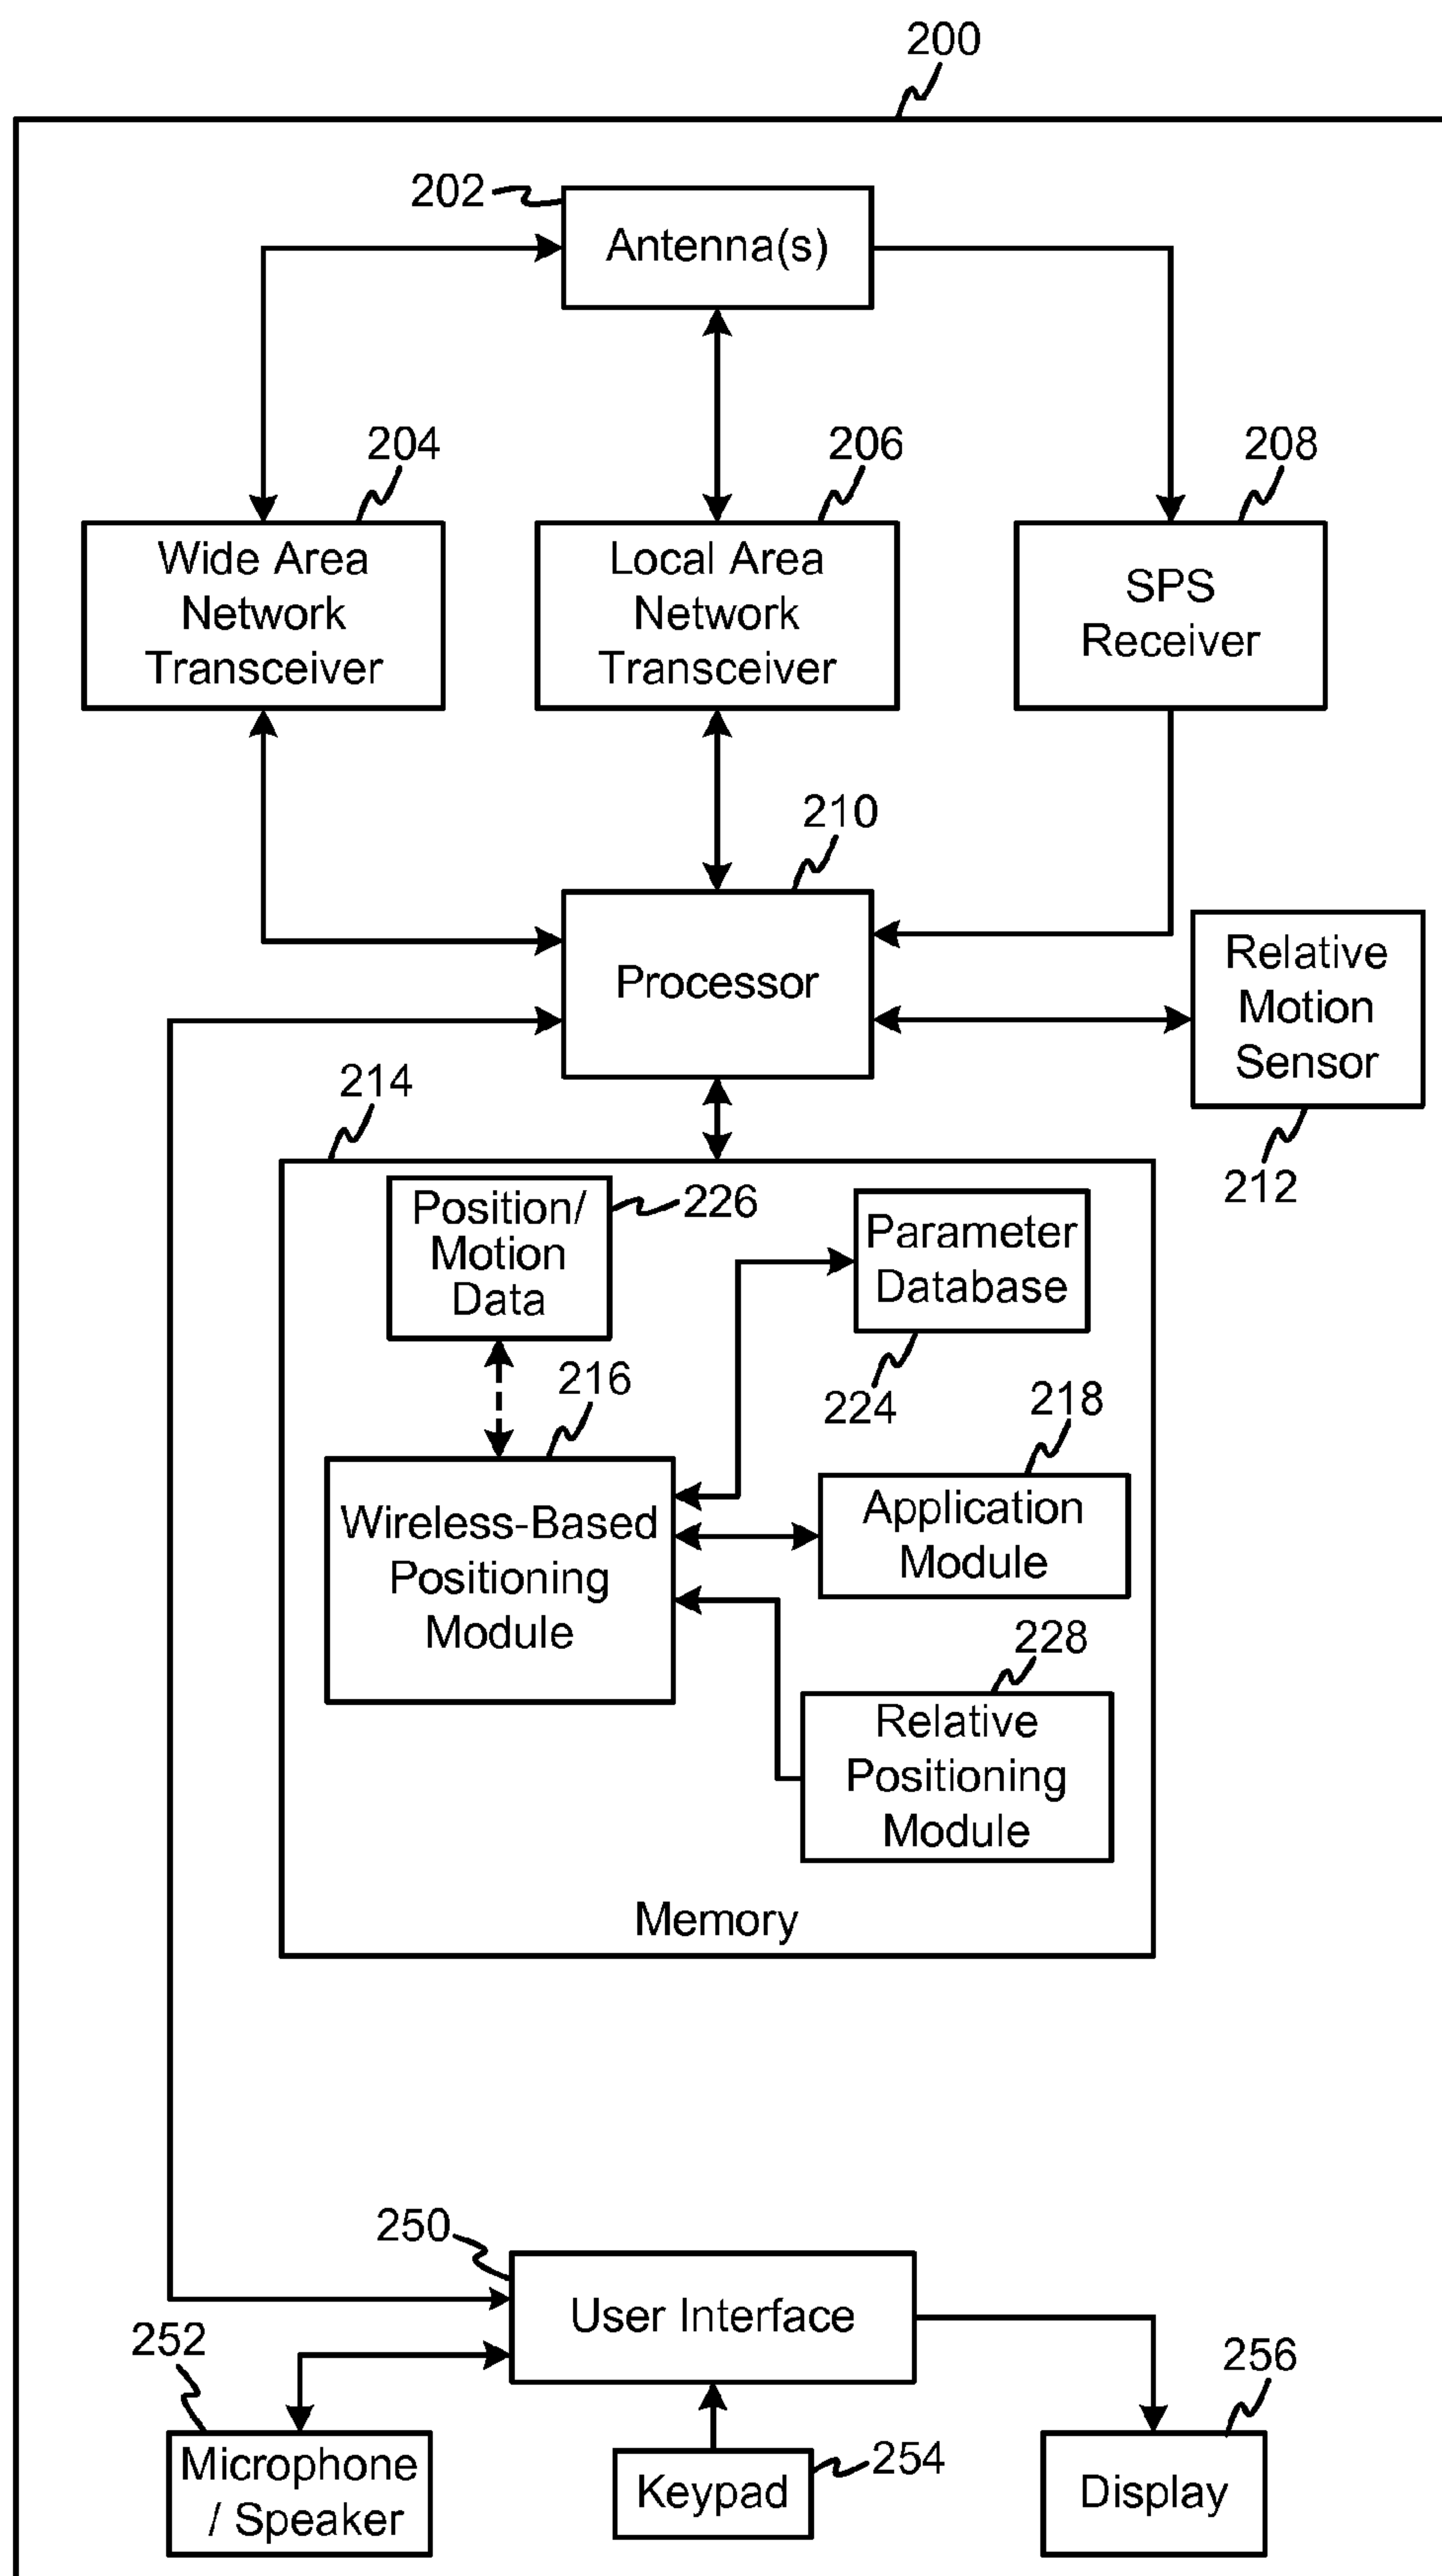 200
202
Antenna(s)
204
206
208
Wide Area
Network
Transceiver
Local Area
Network
Transceiver
SPS
Receiver
210
Processor
Relative
Motion
Sensor
212
214
Position/
Motion
Data
226
Parameter
Database
224
216
218
Wireless-Based
Positioning
Module
Application
Module
228
Relative
Positioning
Module
Memory
250
User Interface
252
Microphone
/ Speaker
Keypad
254
256
Display